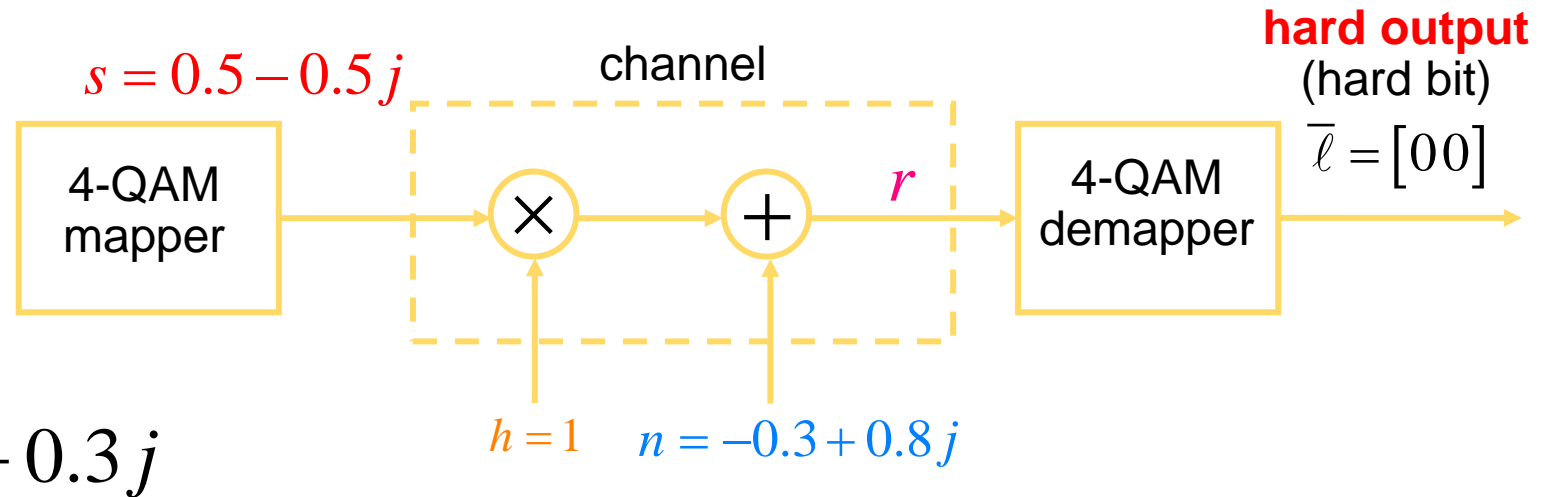 hard output
(hard bit)
ℓ̅ = [00]
s = 0.5 − 0.5 j
channel
4-QAM
mapper
×
+
r
4-QAM
demapper
h = 1
n = −0.3 + 0.8 j
0.3 j